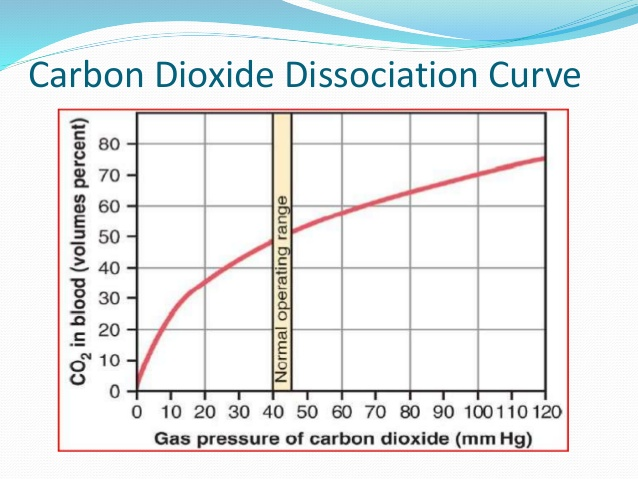 Carbon Dioxide Dissociation Curve
CO2 in blood (volumes percent)
80
70
60
50
40
30
20
10
0
Normal operating range
0 10 20 30 40 50 60 70 80 90 100 110 120
Gas pressure of carbon dioxide (mm Hg)